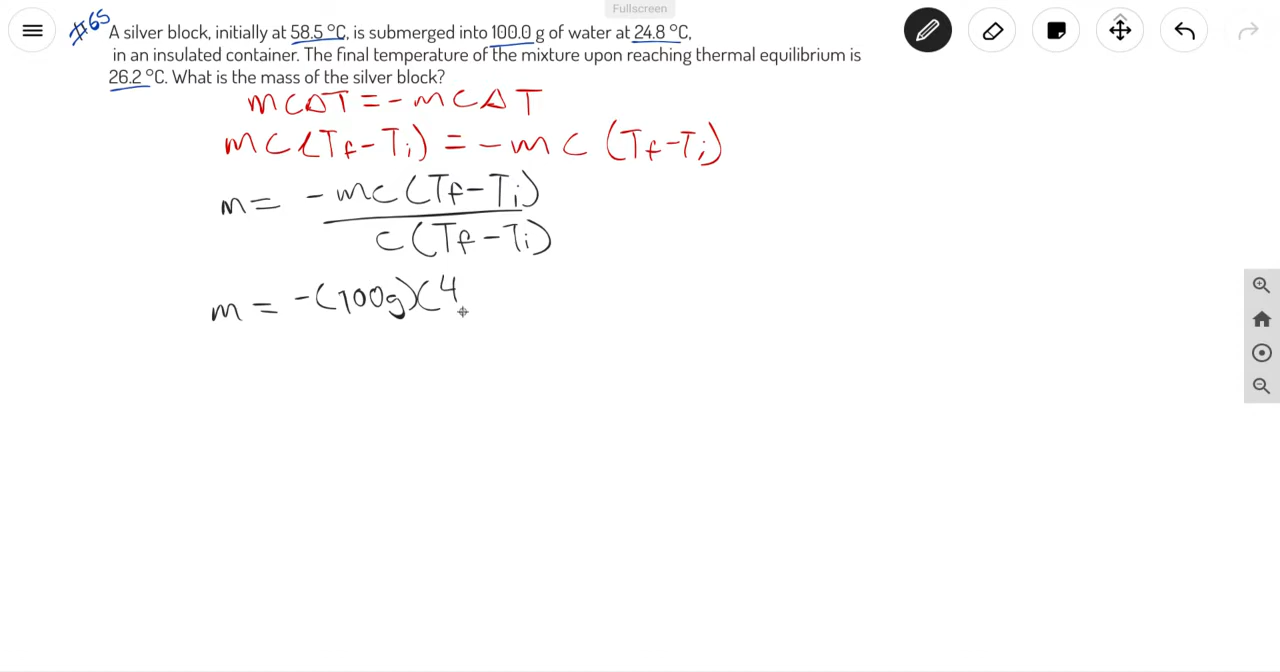 Fullscreen
#65 A silver block, initially at 58.5 °C, is submerged into 100.0 g of water at 24.8 °C,
in an insulated container. The final temperature of the mixture upon reaching thermal equilibrium is
26.2 °C. What is the mass of the silver block?
mCΔT = -mCΔT
mC(Tf-Ti) = -mC(Tf-Ti)
m = -mC(Tf-Ti)
C(Tf-Ti)
m = -(100g)(4